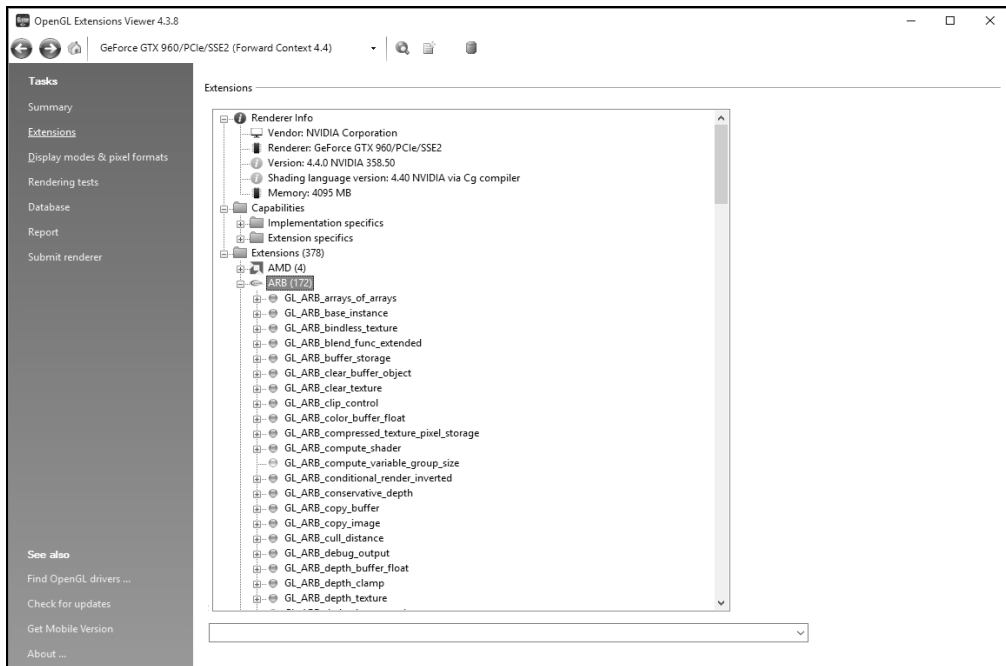 OpenGL Extensions Viewer 4.3.8
GeForce GTX 960/PCIe/SSE2 (Forward Context 4.4)
Tasks
Summary
Extensions
Display modes & pixel formats
Rendering tests
Database
Report
Submit renderer
See also
Find OpenGL drivers ...
Check for updates
Get Mobile Version
About ...
Extensions
Renderer Info
Vendor: NVIDIA Corporation
Renderer: GeForce GTX 960/PCIe/SSE2
Version: 4.4.0 NVIDIA 358.50
Shading language version: 4.40 NVIDIA via Cg compiler
Memory: 4095 MB
Capabilities
Implementation specifics
Extension specifics
Extensions (378)
AMD (4)
ARB (172)
GL_ARB_arrays_of_arrays
GL_ARB_base_instance
GL_ARB_bindless_texture
GL_ARB_blend_func_extended
GL_ARB_buffer_storage
GL_ARB_clear_buffer_object
GL_ARB_clear_texture
GL_ARB_clip_control
GL_ARB_color_buffer_float
GL_ARB_compressed_texture_pixel_storage
GL_ARB_compute_shader
GL_ARB_compute_variable_group_size
GL_ARB_conditional_render_inverted
GL_ARB_conservative_depth
GL_ARB_copy_buffer
GL_ARB_copy_image
GL_ARB_cull_distance
GL_ARB_debug_output
GL_ARB_depth_buffer_float
GL_ARB_depth_clamp
GL_ARB_depth_texture